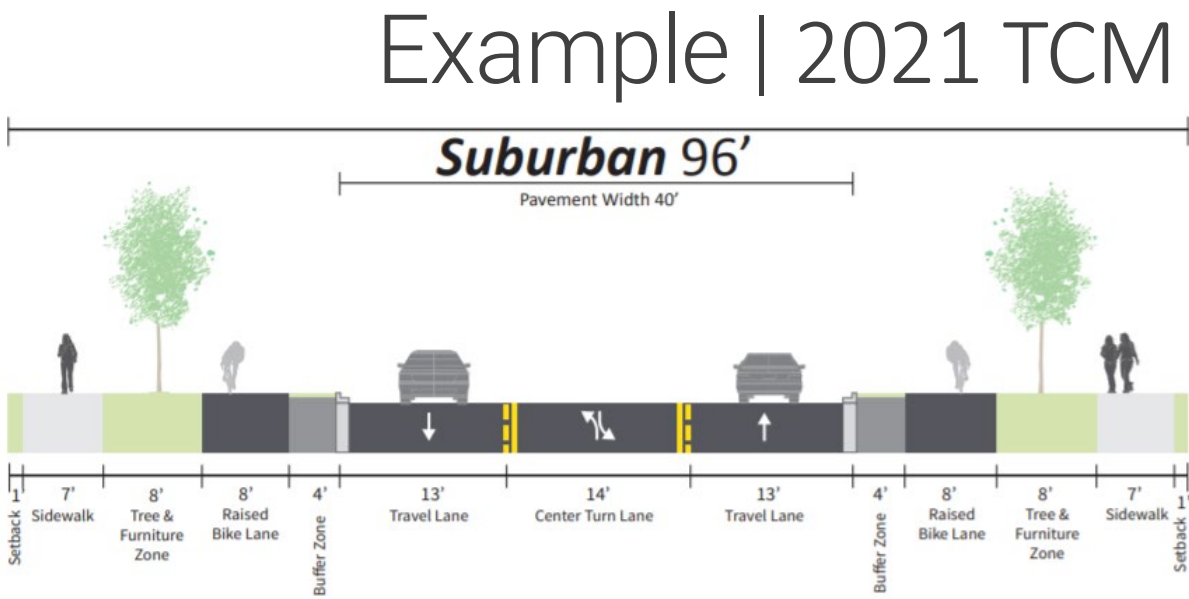 Example | 2021 TCM
Suburban 96’
Pavement Width 40’
Setback 1’
7’
Sidewalk
8’
Tree &
Furniture
Zone
8’
Raised
Bike Lane
4’
Buffer Zone
13’
Travel Lane
14’
Center Turn Lane
13’
Travel Lane
4’
Buffer Zone
8’
Raised
Bike Lane
8’
Tree &
Furniture
Zone
7’
Sidewalk
Setback 1’